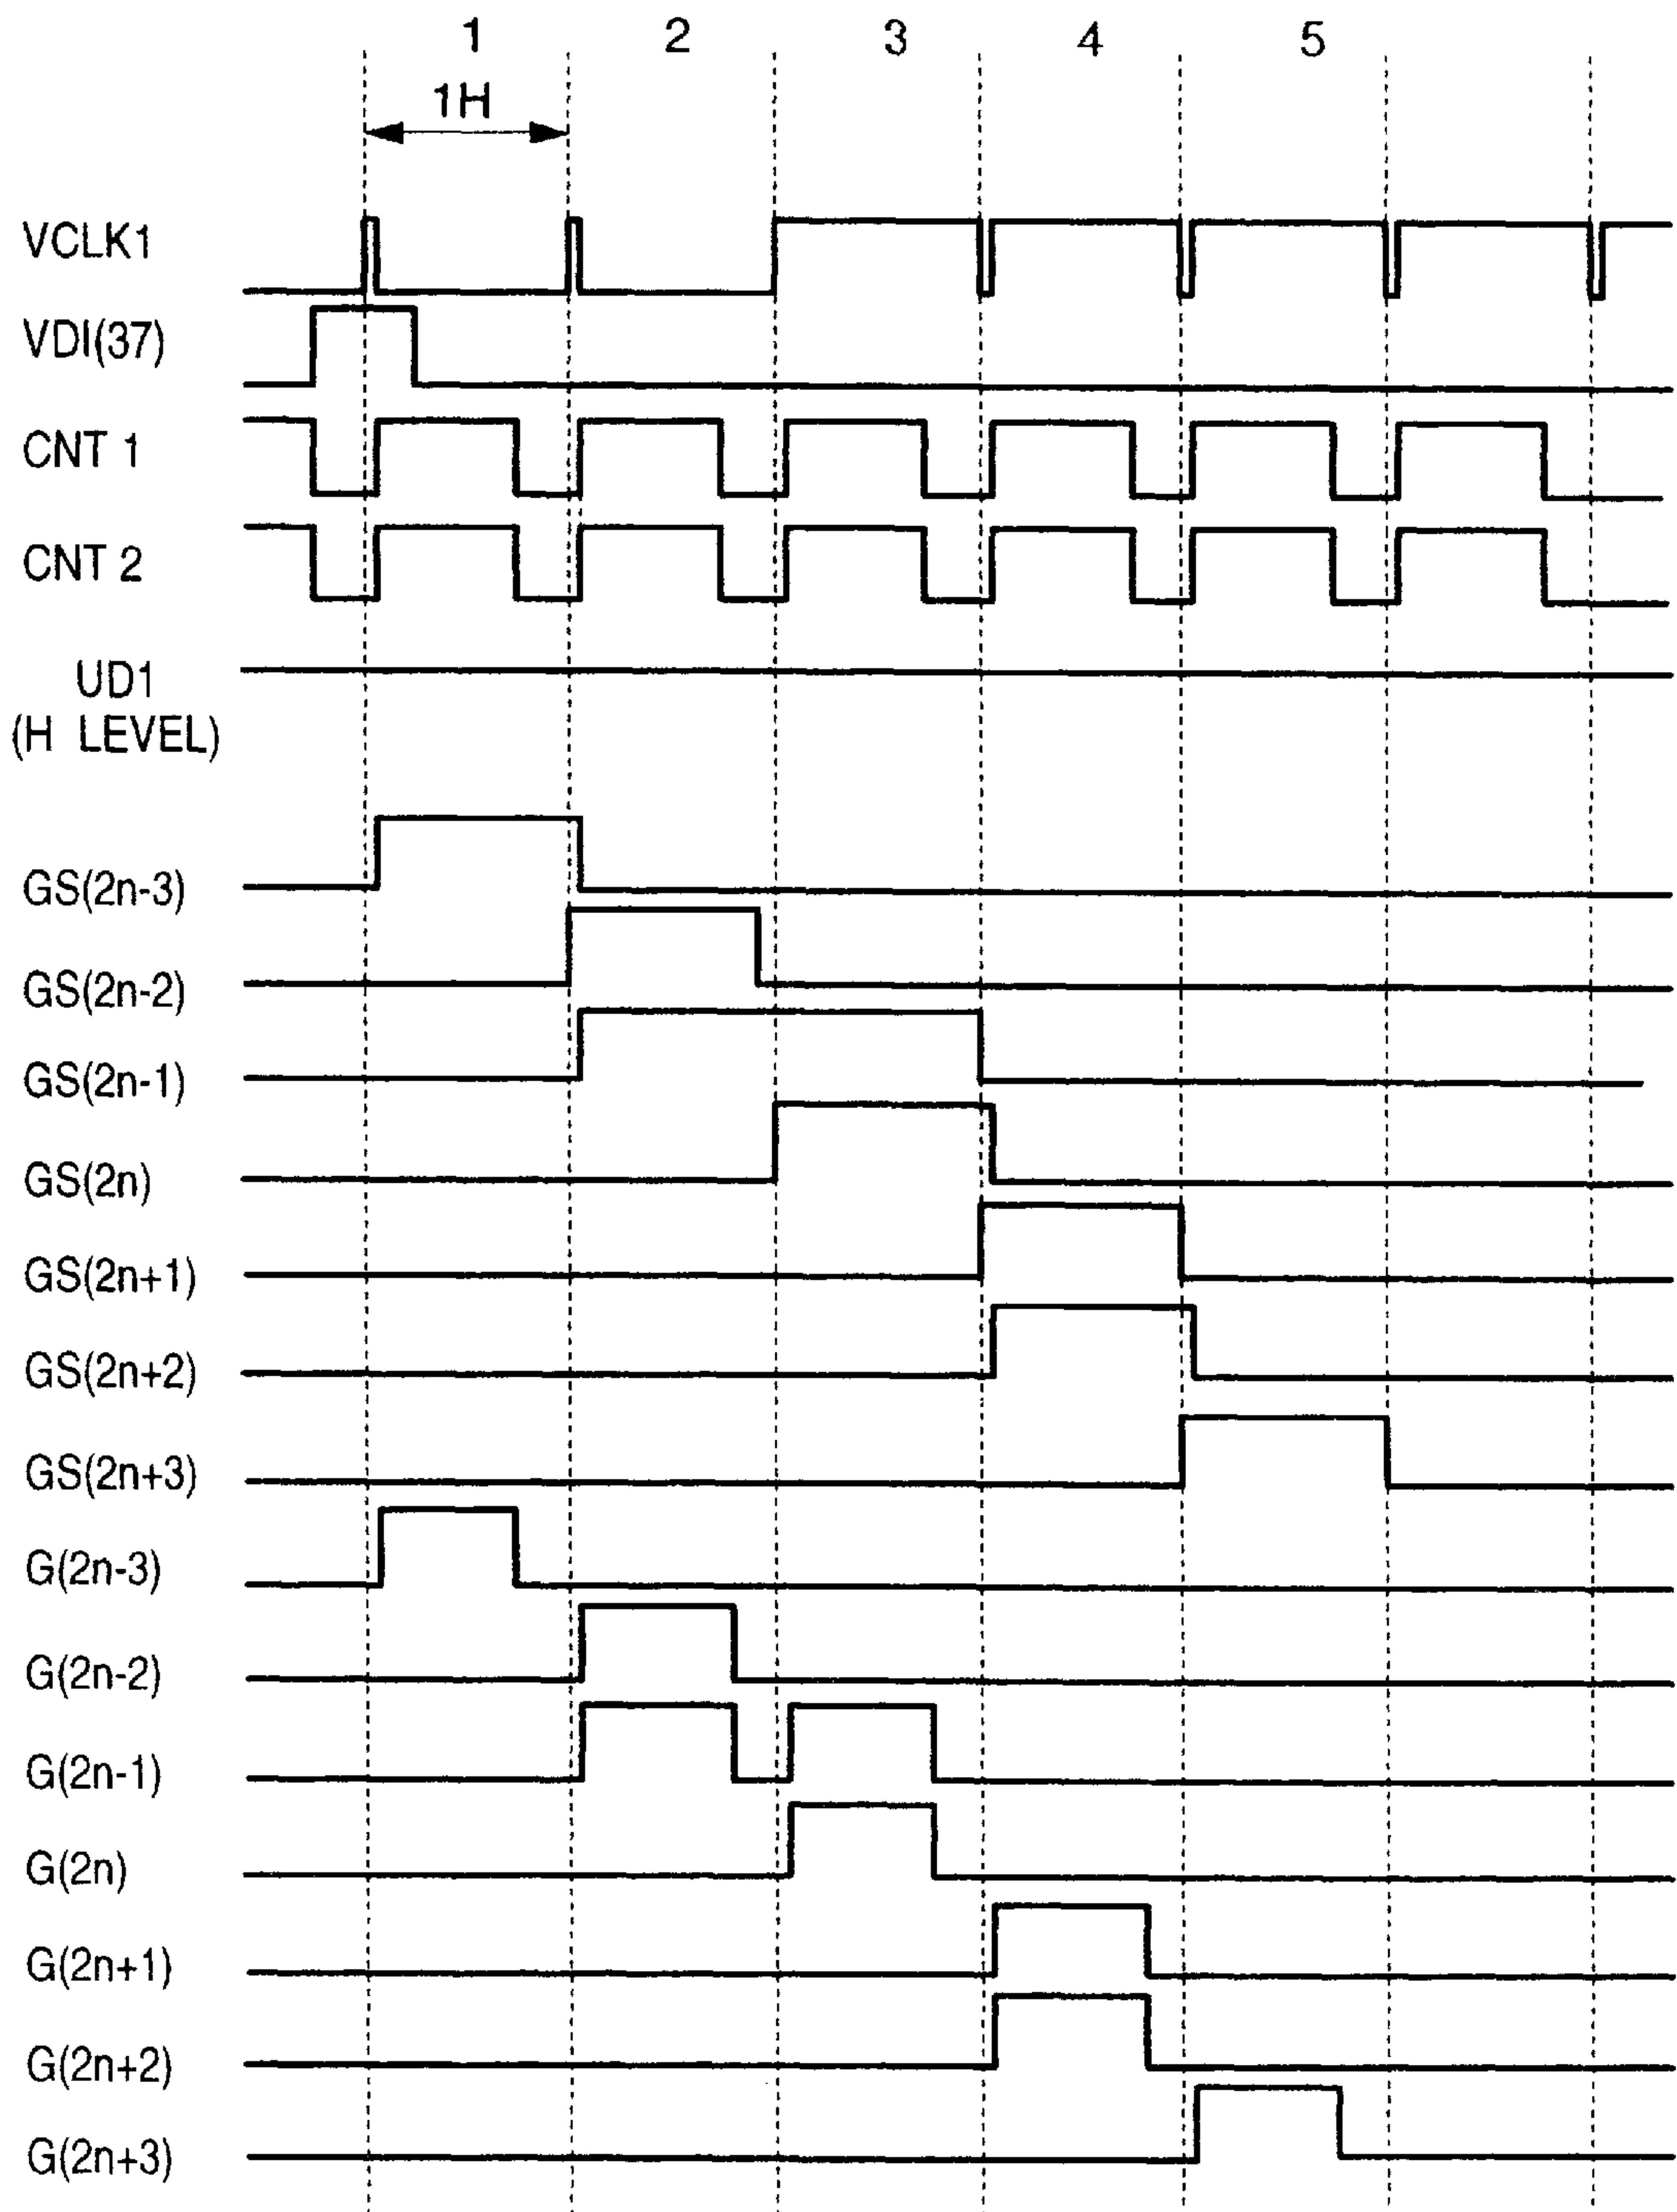 1 2 3 4 5
1H
VCLK1
VDI(37)
CNT 1
CNT 2
UD1
(H LEVEL)
GS(2n-3)
GS(2n-2)
GS(2n-1)
GS(2n)
GS(2n+1)
GS(2n+2)
GS(2n+3)
G(2n-3)
G(2n-2)
G(2n-1)
G(2n)
G(2n+1)
G(2n+2)
G(2n+3)